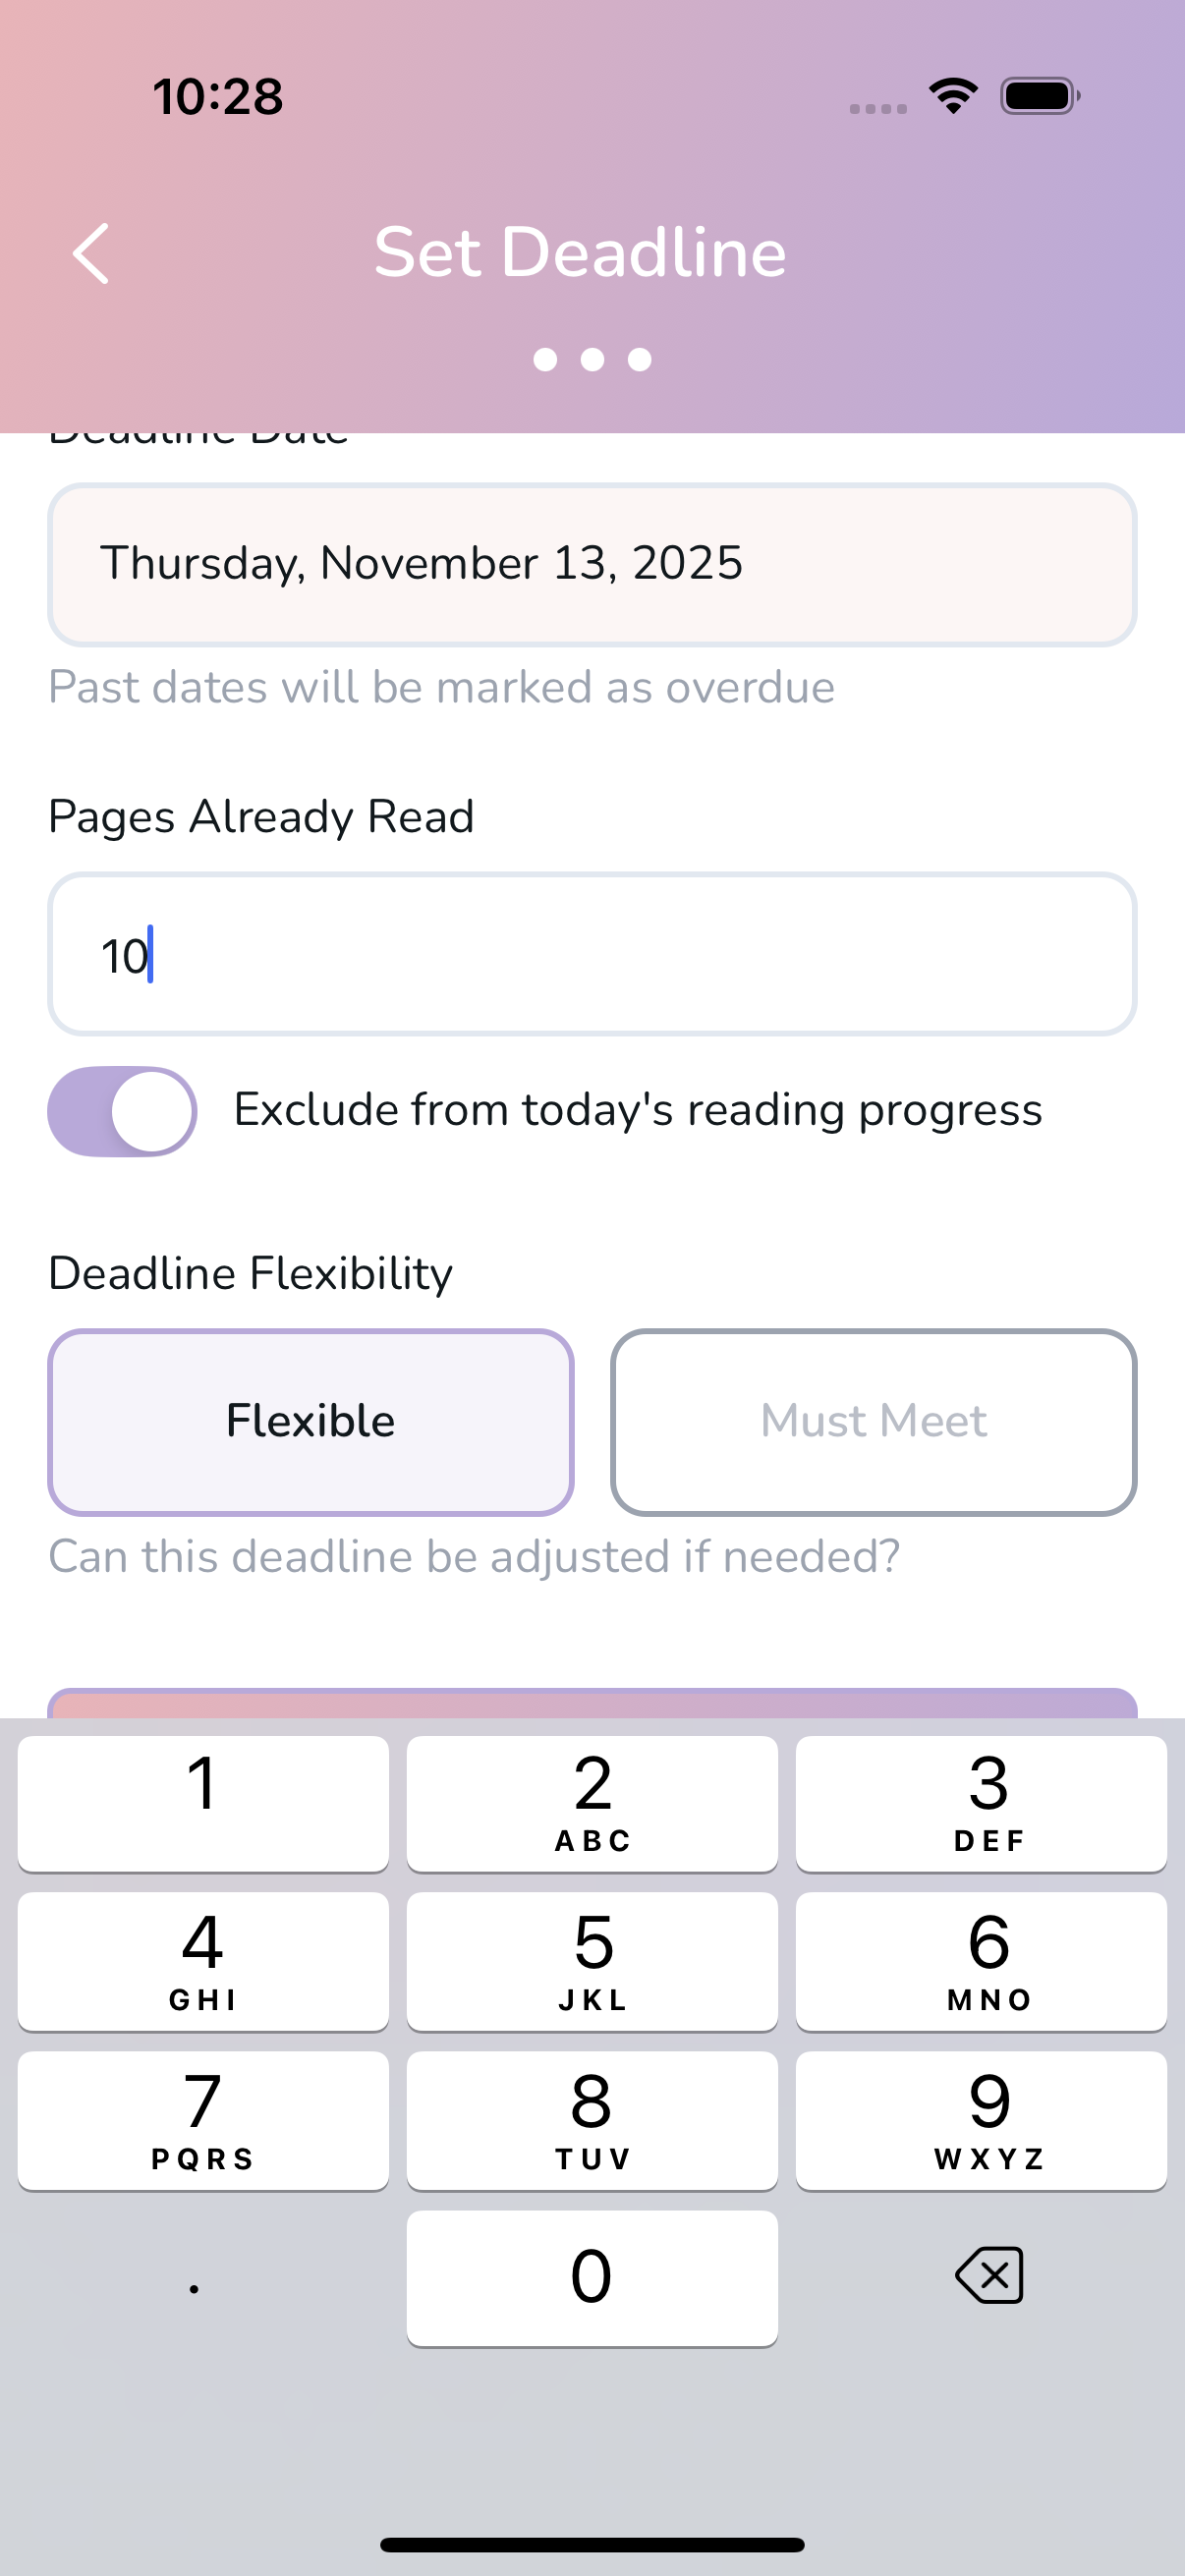 10:28
Set Deadline
Deadline Date
Thursday, November 13, 2025
Past dates will be marked as overdue
Pages Already Read
10
Exclude from today's reading progress
Deadline Flexibility
Flexible
Must Meet
Can this deadline be adjusted if needed?
1
2
3
ABC
DEF
4
5
6
GHI
JKL
MNO
7
8
9
PQRS
TUV
WXYZ
.
0